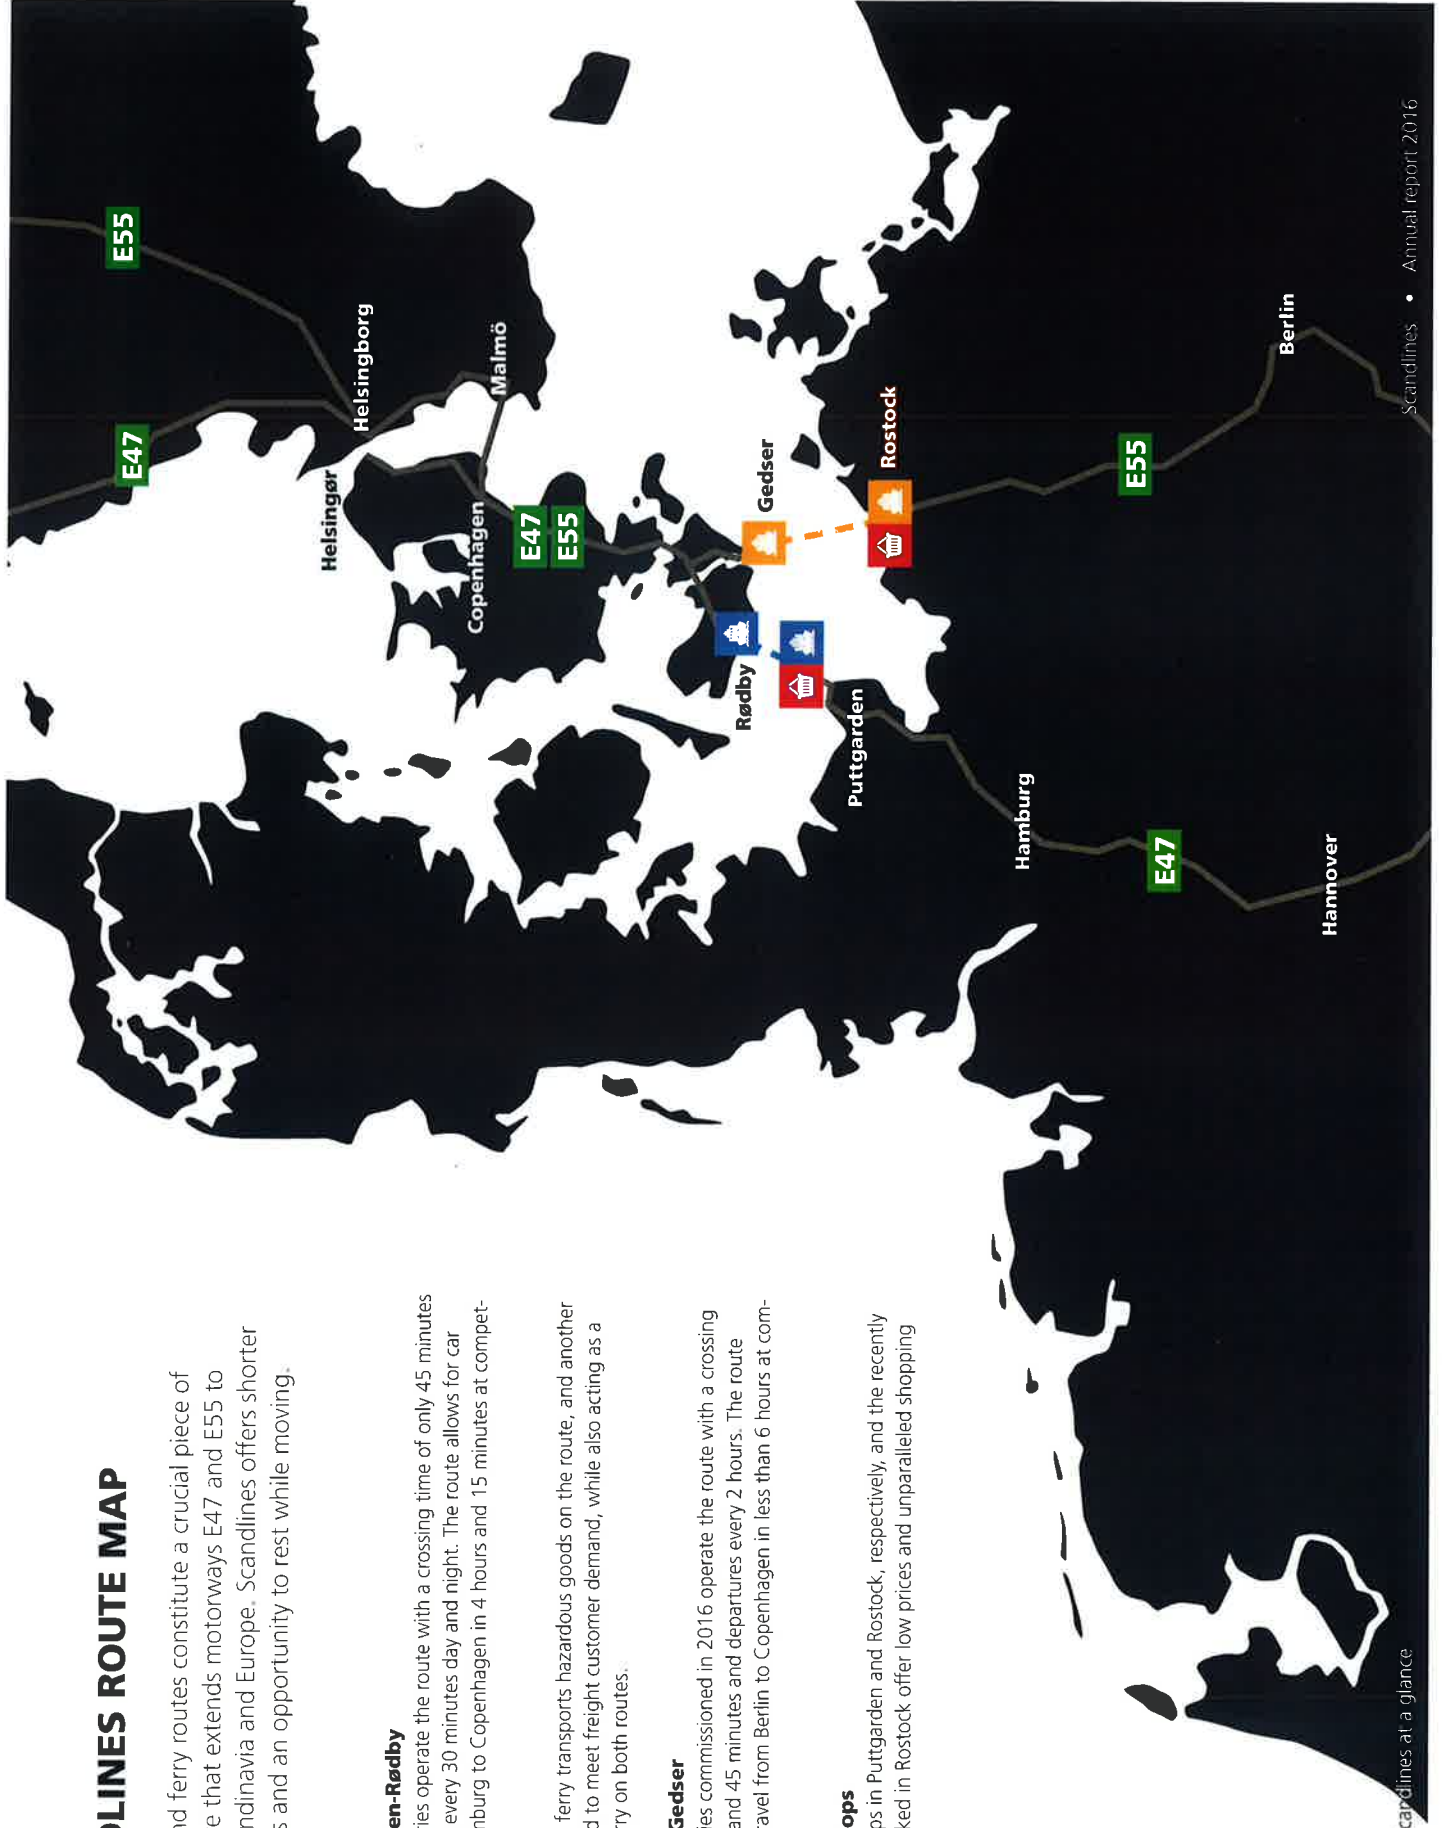 DLINES ROUTE MAP
nd ferry routes constitute a crucial piece of
e that extends motorways E47 and E55 to
ndinavia and Europe. Scandlines offers shorter
s and an opportunity to rest while moving.
en-Rødby
ries operate the route with a crossing time of only 45 minutes
every 30 minutes day and night. The route allows for car
nburg to Copenhagen in 4 hours and 15 minutes at compet-
ferry transports hazardous goods on the route, and another
d to meet freight customer demand, while also acting as a
rry on both routes.
Gedser
ies commissioned in 2016 operate the route with a crossing
and 45 minutes and departures every 2 hours. The route
ravel from Berlin to Copenhagen in less than 6 hours at com-
ops
ps in Puttgarden and Rostock, respectively, and the recently
ked in Rostock offer low prices and unparalleled shopping
E55
E47
Helsingborg
Helsingør
Malmö
Copenhagen
E47
E55
Gedser
Rødby
Rostock
Puttgarden
Hamburg
E55
E47
Berlin
Hannover
candlines at a glance
Scandlines • Annual report 2016